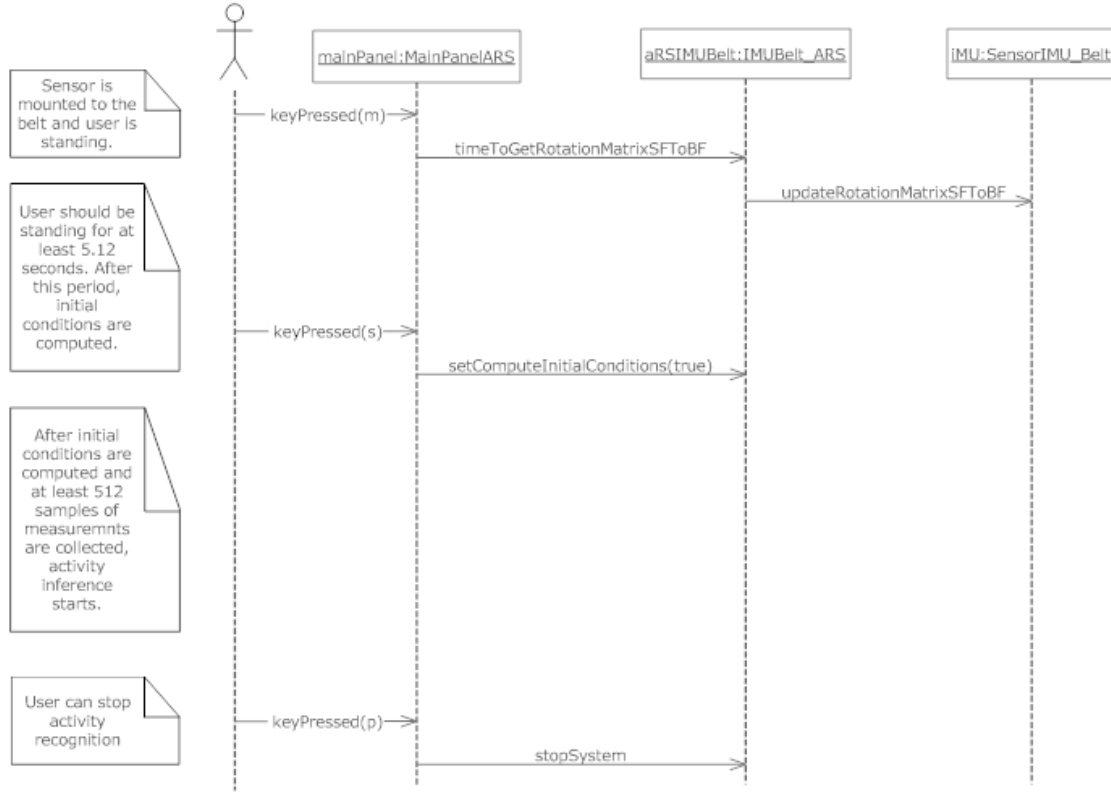 mainPanel:MainPanelARS
aRSIMUBelt:IMUBelt_ARS
iMU:SensorIMU_Belt
Sensor is
mounted to the
belt and user is
standing.
keyPressed(m)
timeToGetRotationMatrixSFToBF
updateRotationMatrixSFToBF
User should be
standing for at
least 5.12
seconds. After
this period,
initial
conditions are
computed.
keyPressed(s)
setComputeInitialConditions(true)
After initial
conditions are
computed and
at least 512
samples of
measuremnts
are collected,
activity
inference
starts.
User can stop
activity
recognition
keyPressed(p)
stopSystem